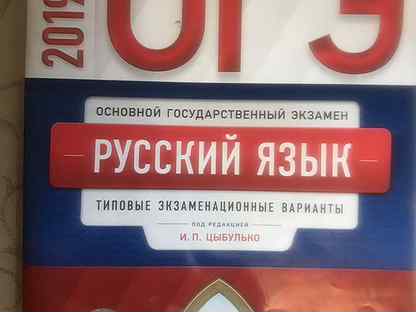 2019
ОГЭ
ОСНОВНОЙ ГОСУДАРСТВЕННЫЙ ЭКЗАМЕН
РУССКИЙ ЯЗЫК
ТИПОВЫЕ ЭКЗАМЕНАЦИОННЫЕ ВАРИАНТЫ
ПОД РЕДАКЦИЕЙ
И. П. ЦЫБУЛЬКО